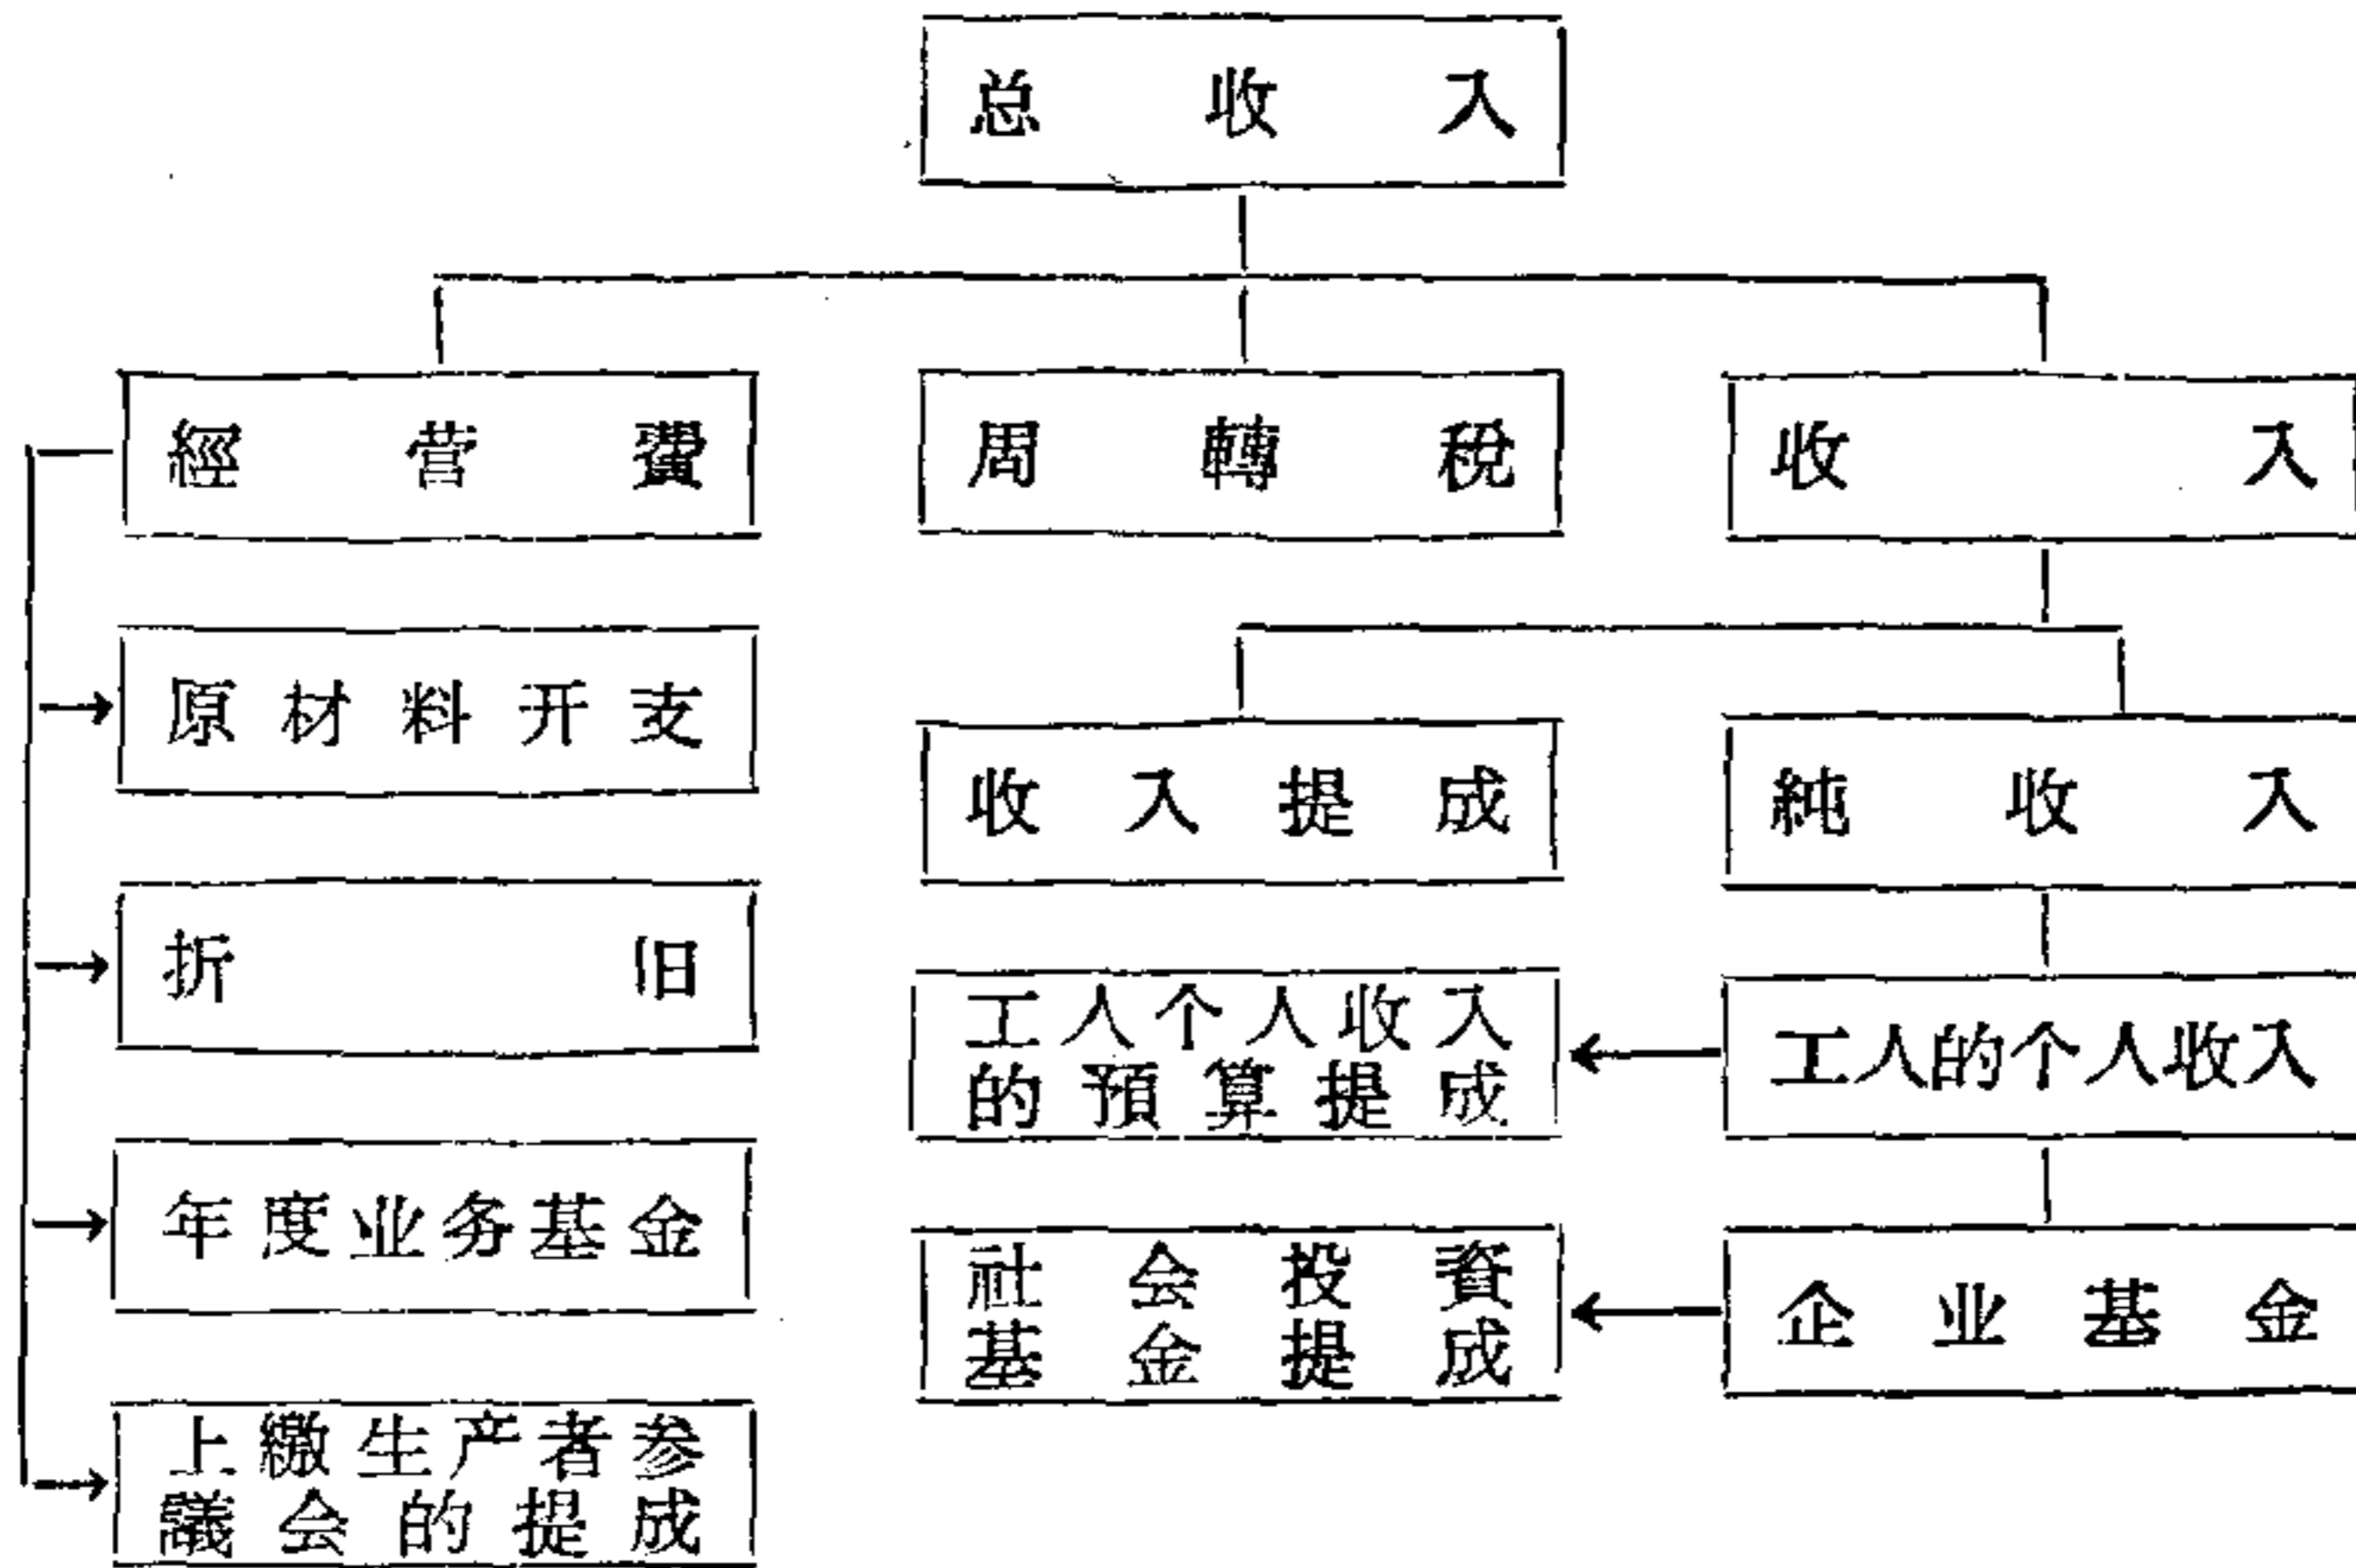 总收入
經营費
周轉稅
收入
原材料开支
收入提成
純收入
折旧
工人个人收入
的預算提成
工人的个人收入
年度业务基金
社会投資
基金提成
企业基金
上繳生产者参
議会的提成